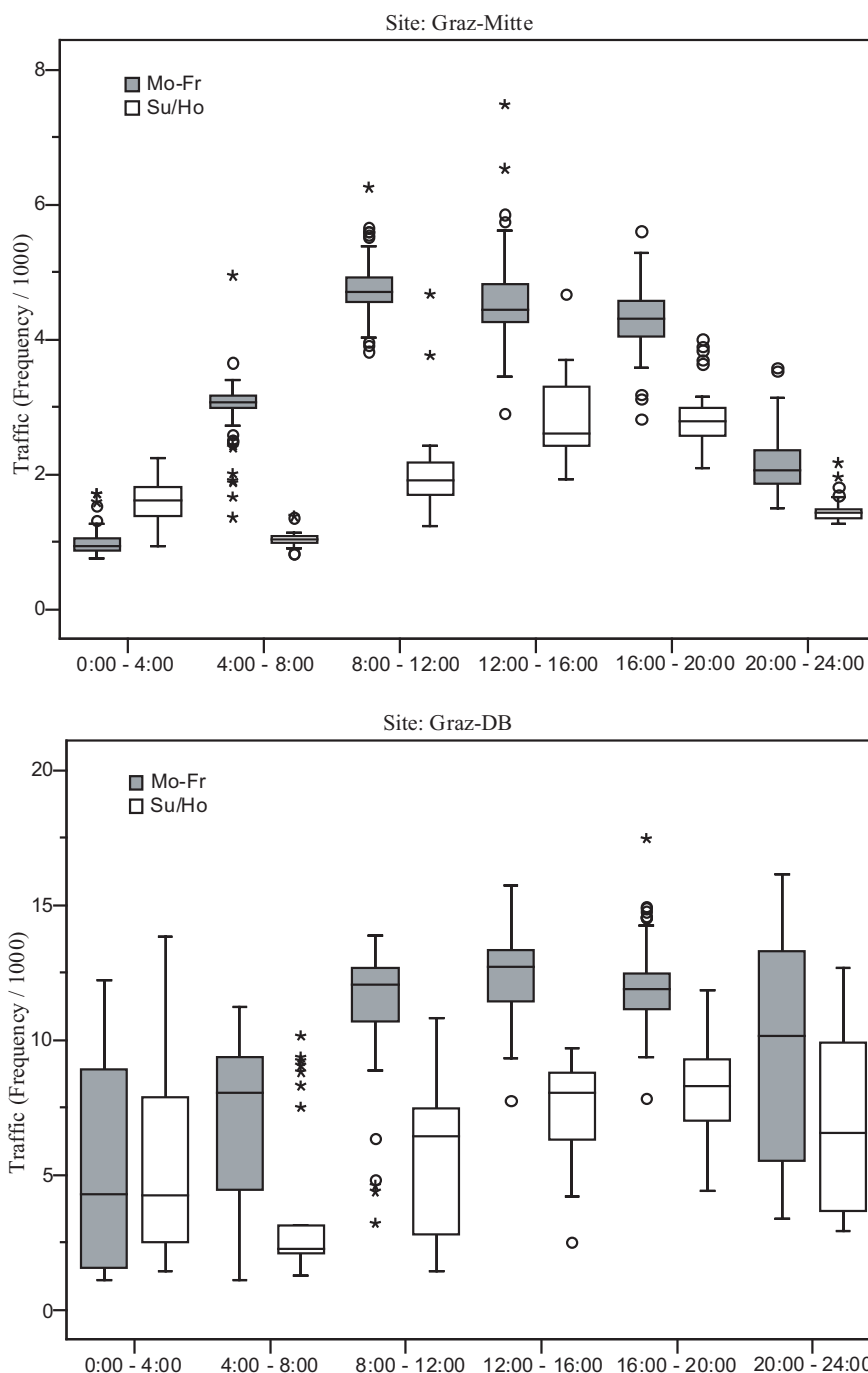 Site: Graz-Mitte
Mo-Fr
Su/Ho
Traffic (Frequency / 1000)
8
6
4
2
0
0:00 - 4:00 4:00 - 8:00 8:00 - 12:00 12:00 - 16:00 16:00 - 20:00 20:00 - 24:00
Site: Graz-DB
Mo-Fr
Su/Ho
Traffic (Frequency / 1000)
20
15
10
5
0
0:00 - 4:00 4:00 - 8:00 8:00 - 12:00 12:00 - 16:00 16:00 - 20:00 20:00 - 24:00